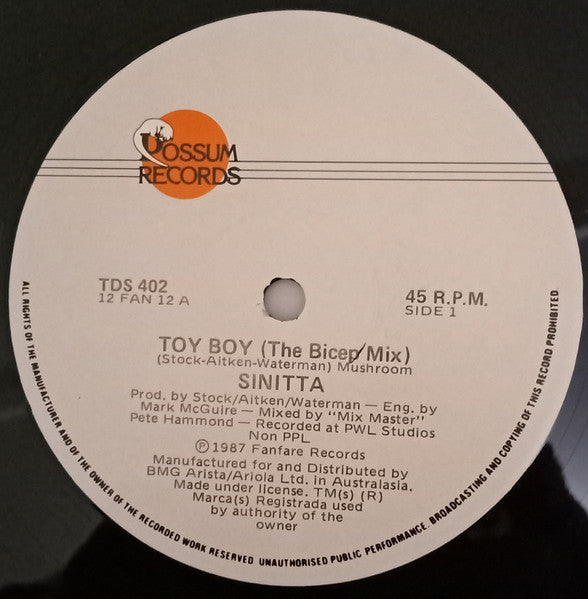 POSSUM
RECORDS
TDS 402
12 FAN 12 A
45 R.P.M.
SIDE 1
TOY BOY (The Bicep Mix)
(Stock-Aitken-Waterman) Mushroom
SINITTA
Prod. by Stock/Aitken/Waterman — Eng. by
Mark McGuire — Mixed by “Mix Master”
Pete Hammond — Recorded at PWL Studios
Non PPL
Ⓟ 1987 Fanfare Records
Manufactured for and Distributed by
BMG Arista/Ariola Ltd. in Australasia.
Made under license. TM(s) (R)
Marca(s) Registrada used
by authority of the
owner
ALL RIGHTS OF THE MANUFACTURER AND OF THE OWNER OF THE RECORDED WORK RESERVED UNAUTHORISED PUBLIC PERFORMANCE, BROADCASTING AND COPYING OF THIS RECORD PROHIBITED